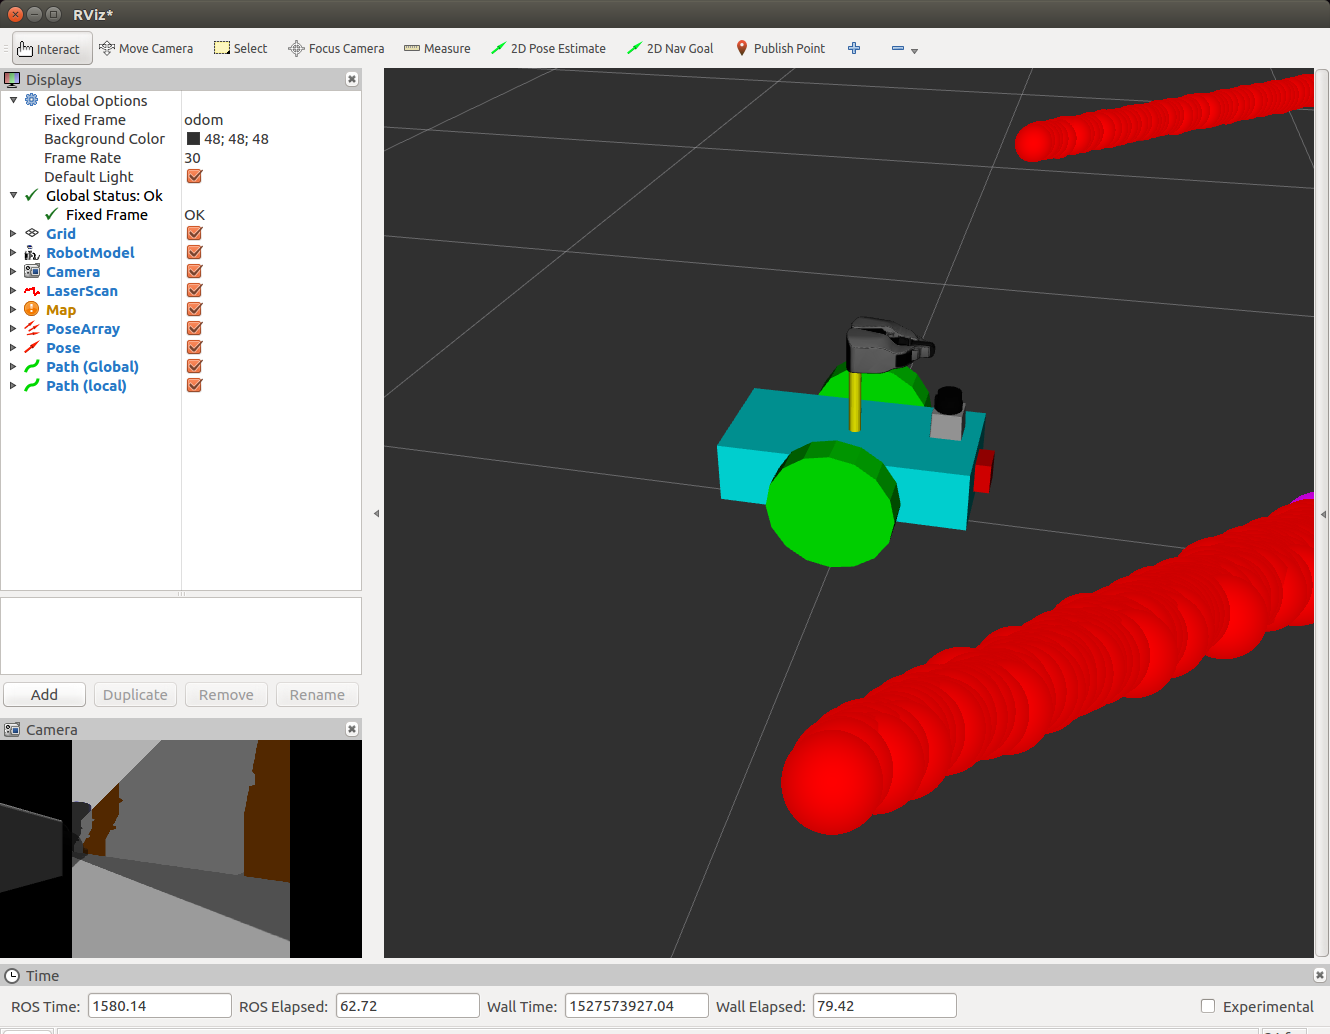 RViz*
Interact Move Camera Select Focus Camera Measure 2D Pose Estimate 2D Nav Goal Publish Point
Displays
Global Options
Fixed Frame odom
Background Color 48; 48; 48
Frame Rate 30
Default Light
Global Status: Ok
Fixed Frame OK
Grid
RobotModel
Camera
LaserScan
Map
PoseArray
Pose
Path (Global)
Path (local)
Add Duplicate Remove Rename
Camera
Time
ROS Time: 1580.14 ROS Elapsed: 62.72 Wall Time: 1527573927.04 Wall Elapsed: 79.42 Experimental